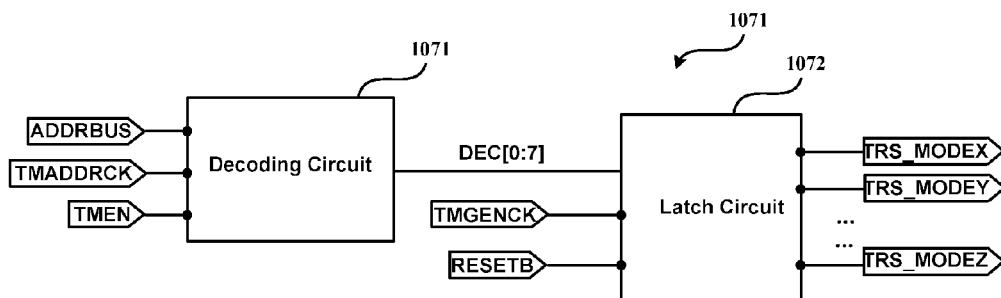 1071
1071
1072
ADDRBUS
TMADDRCK
TMEN
Decoding Circuit
DEC[0:7]
TMGENCK
RESETB
Latch Circuit
TRS_MODEX
TRS_MODEY
...
...
TRS_MODEZ